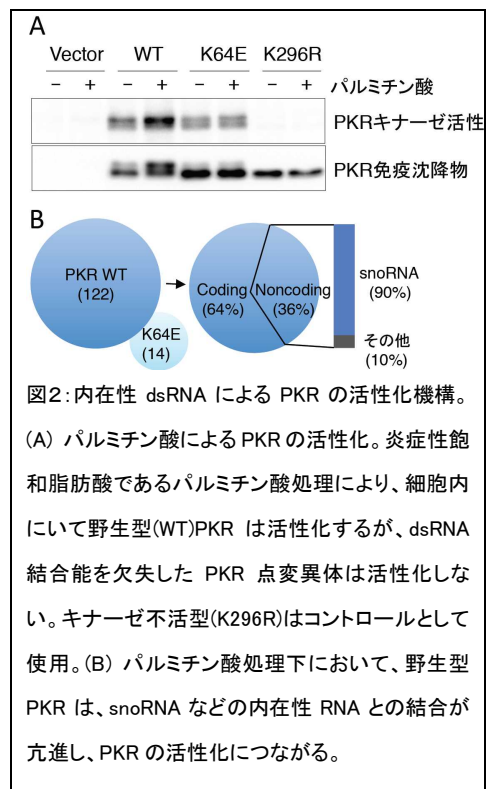 A
Vector WT K64E K296R
− + − + − + − + パルミチン酸
PKRキナーゼ活性
PKR免疫沈降物
B
PKR WT
(122)
K64E
(14)
Coding
(64%)
Noncoding
(36%)
snoRNA
(90%)
その他
(10%)
図2：内在性 dsRNA による PKR の活性化機構。
(A) パルミチン酸による PKR の活性化。炎症性飽
和脂肪酸であるパルミチン酸処理により、細胞内
にいて野生型(WT)PKR は活性化するが、dsRNA
結合能を欠失した PKR 点変異体は活性化しな
い。キナーゼ不活型(K296R)はコントロールとして
使用。(B) パルミチン酸処理下において、野生型
PKR は、snoRNA などの内在性 RNA との結合が
亢進し、PKR の活性化につながる。